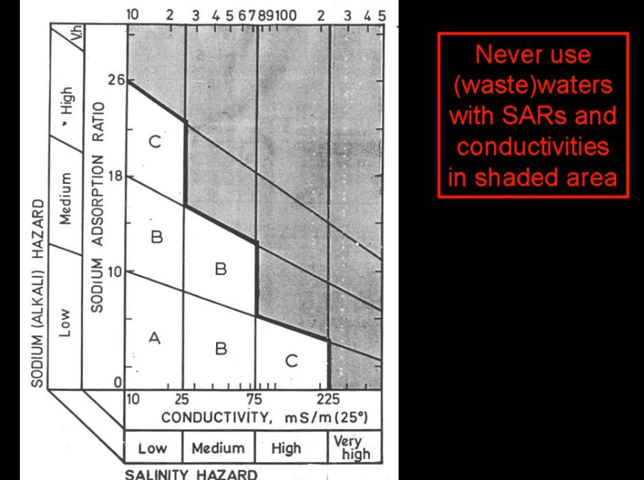 10 2 3 4 5 6 7 8 9 100 2 3 4 5
V.h
* High
Medium
Low
SODIUM (ALKALI) HAZARD
SODIUM ADSORPTION RATIO
26
18
10
0
C
B
B
A
B
C
10 25 75 225
CONDUCTIVITY, mS/m (25°)
Low Medium High Very high
SALINITY HAZARD
Never use
(waste)waters
with SARs and
conductivities
in shaded area